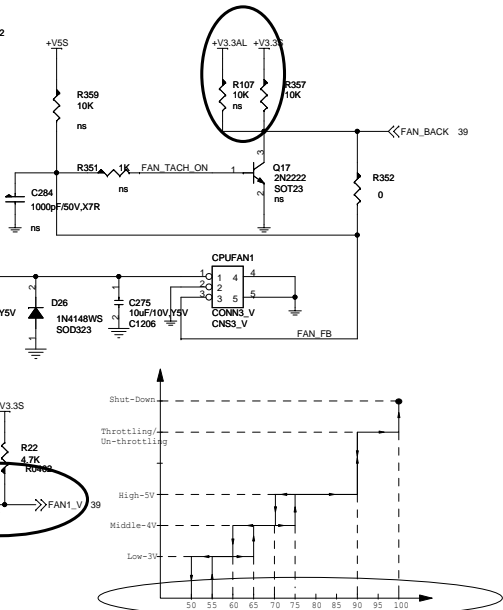 2
+V5S
+V3.3AL +V3.3S
R359
10K
ns
R107
10K
ns
R357
10K
FAN_BACK 39
R351 1K FAN_TACH_ON
ns
1
3
2
Q17
2N2222
SOT23
ns
R352
0
C284
1000pF/50V,X7R
ns
CPUFAN1
1 1 4 4
2 2
3 3 5 5
CONN3_V
CNS3_V
2
1
D26
1N4148WS
SOD323
1
2
C275
10uF/10V,Y5V
C1206
Y5V
FAN_FB
V3.3S
R22
4.7K
R0402
FAN1_V 39
Shut-Down
Throttling/
Un-throttling
High-5V
Middle-4V
Low-3V
50 55 60 65 70 75 80 85 90 95 100